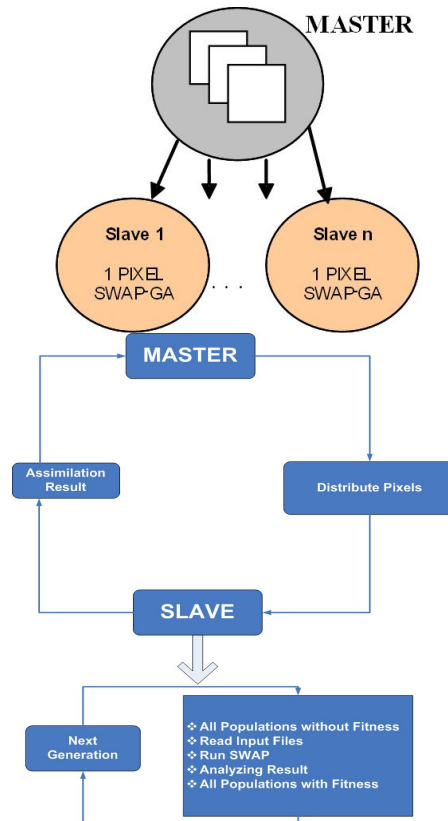 MASTER
Slave 1
1 PIXEL
SWAP-GA
. . .
Slave n
1 PIXEL
SWAP-GA
MASTER
Assimilation
Result
Distribute Pixels
SLAVE
Next
Generation
❖ All Populations without Fitness
❖ Read Input Files
❖ Run SWAP
❖ Analyzing Result
❖ All Populations with Fitness